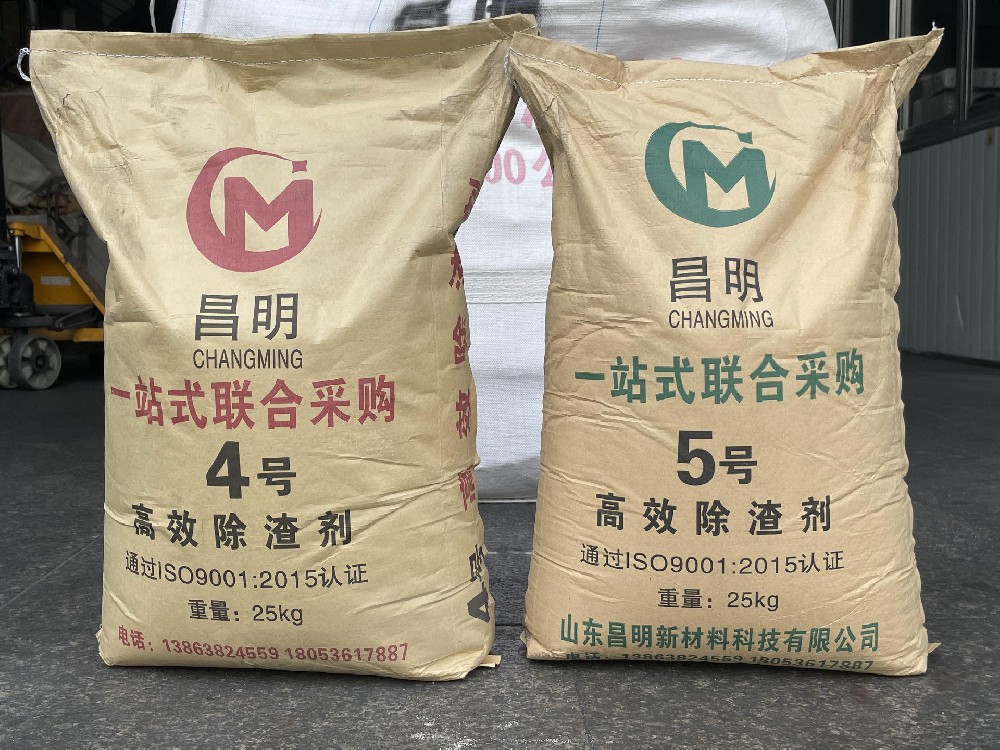 昌明
CHANGMING
一站式联合采购
4号
高效除渣剂
通过ISO9001:2015认证
重量：25kg
电话：13863824559 18053617887
昌明
CHANGMING
一站式联合采购
5号
高效除渣剂
通过ISO9001:2015认证
重量：25kg
山东昌明新材料科技有限公司
电话：13863824559 18053617887